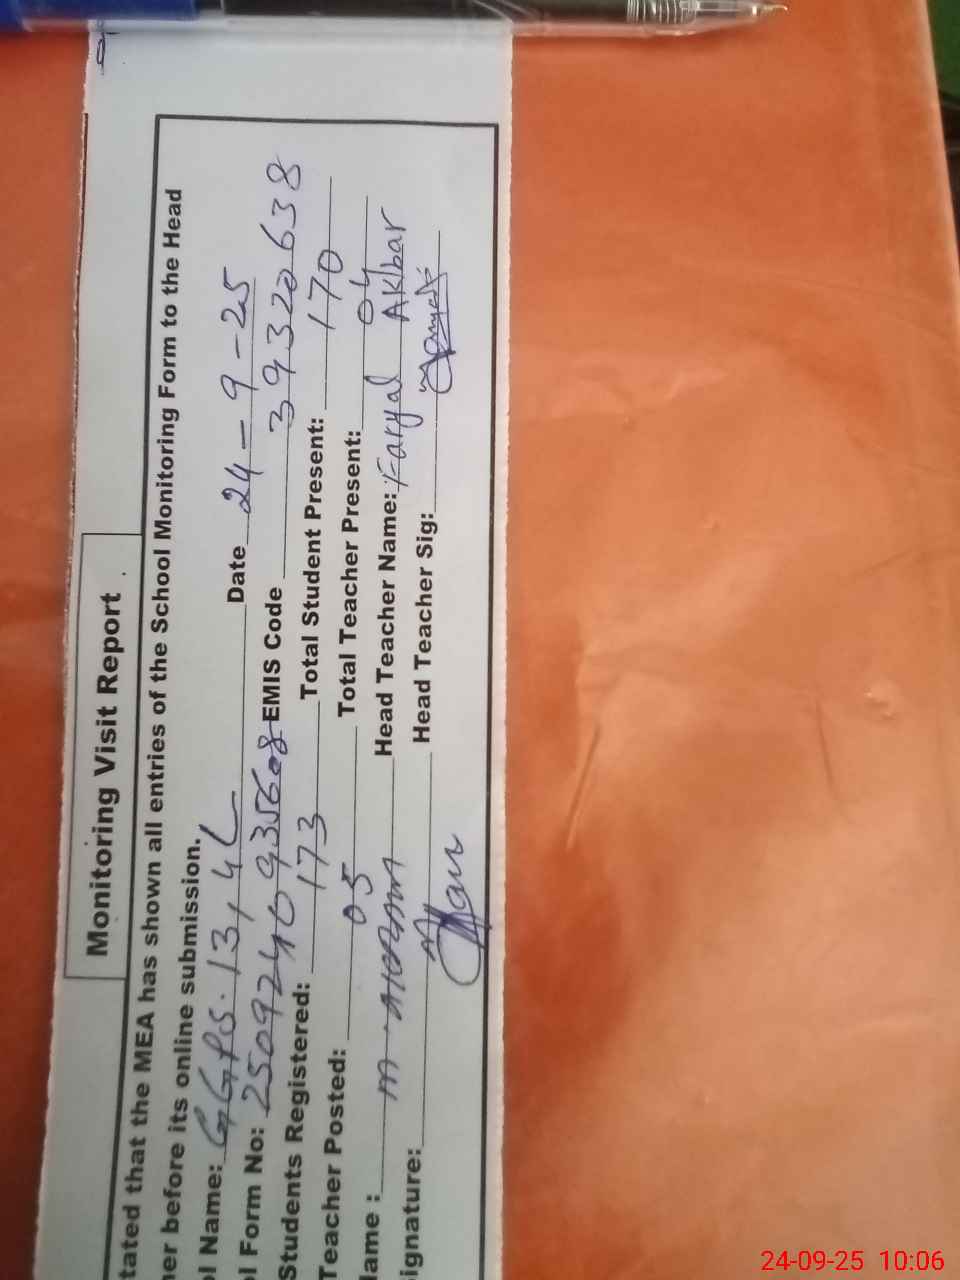 Monitoring Visit Report
tated that the MEA has shown all entries of the School Monitoring Form to the Head
her before its online submission.
l Name: GGPS. 13/4L Date 24-9-25
l Form No: EMIS Code 39320638
Students Registered: 173 Total Student Present: 170
Teacher Posted: 05 Total Teacher Present: 04
Name : M. Akram Head Teacher Name: Faryal Akbar
ignature: Head Teacher Sig:
24-09-25 10:06